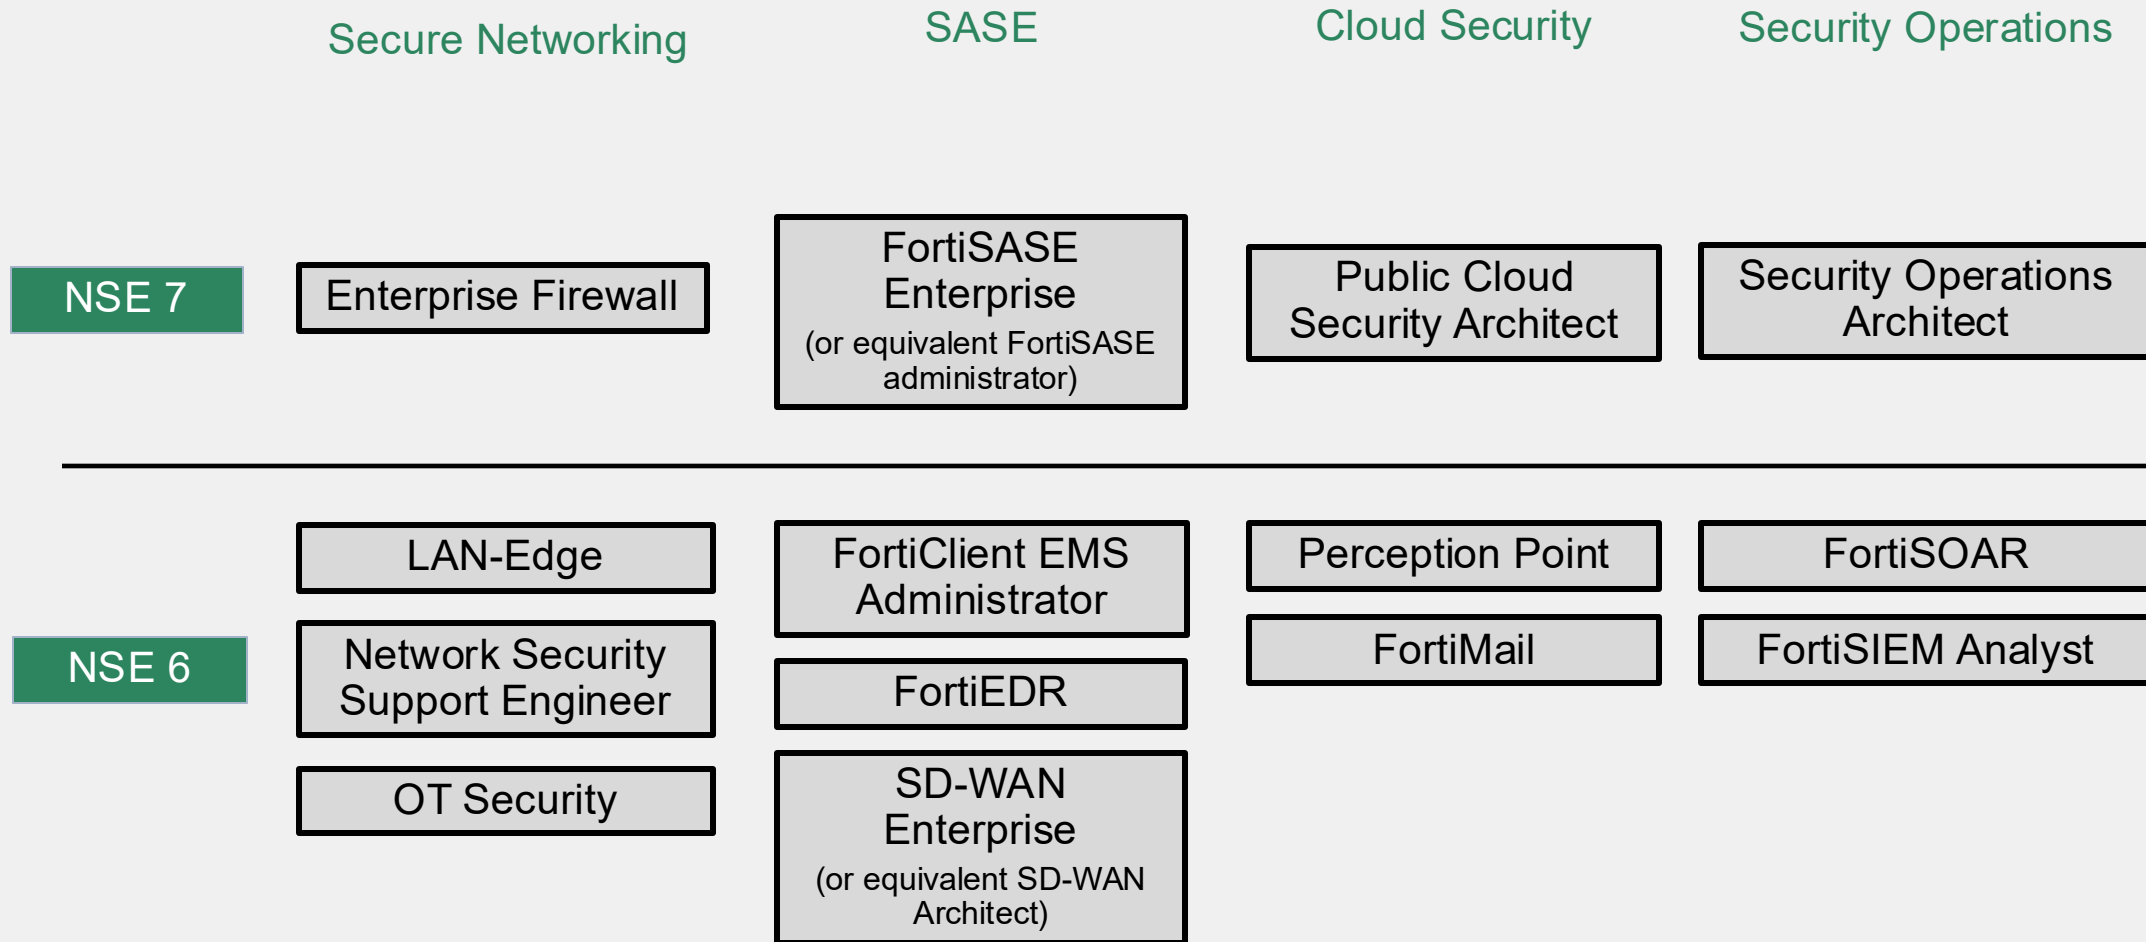 Secure Networking
SASE
Cloud Security
Security Operations
NSE 7
Enterprise Firewall
FortiSASE
Enterprise
(or equivalent FortiSASE
administrator)
Public Cloud
Security Architect
Security Operations
Architect
NSE 6
LAN-Edge
Network Security
Support Engineer
OT Security
FortiClient EMS
Administrator
FortiEDR
SD-WAN
Enterprise
(or equivalent SD-WAN
Architect)
Perception Point
FortiMail
FortiSOAR
FortiSIEM Analyst